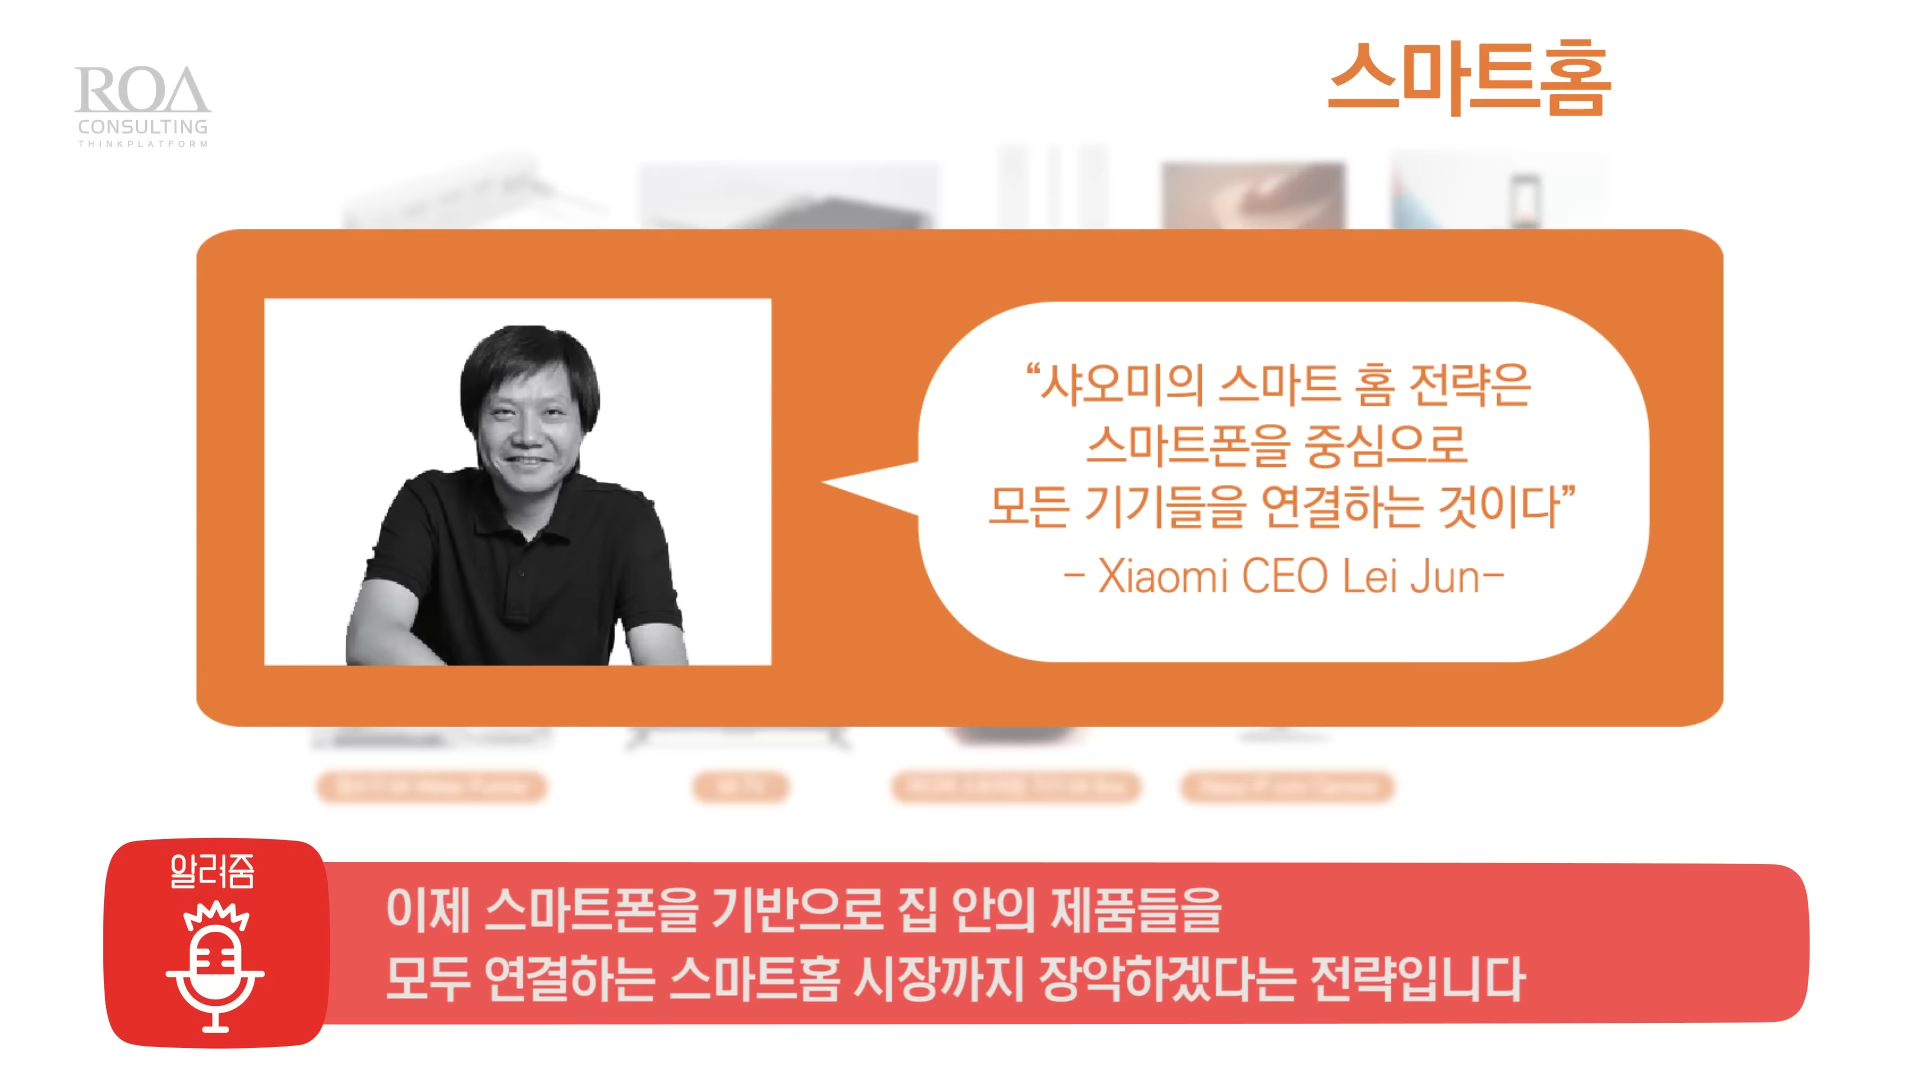 ROA
CONSULTING
THINKPLATFORM
스마트홈
“샤오미의 스마트 홈 전략은
스마트폰을 중심으로
모든 기기들을 연결하는 것이다”
- Xiaomi CEO Lei Jun-
알려줌
이제 스마트폰을 기반으로 집 안의 제품들을
모두 연결하는 스마트홈 시장까지 장악하겠다는 전략입니다